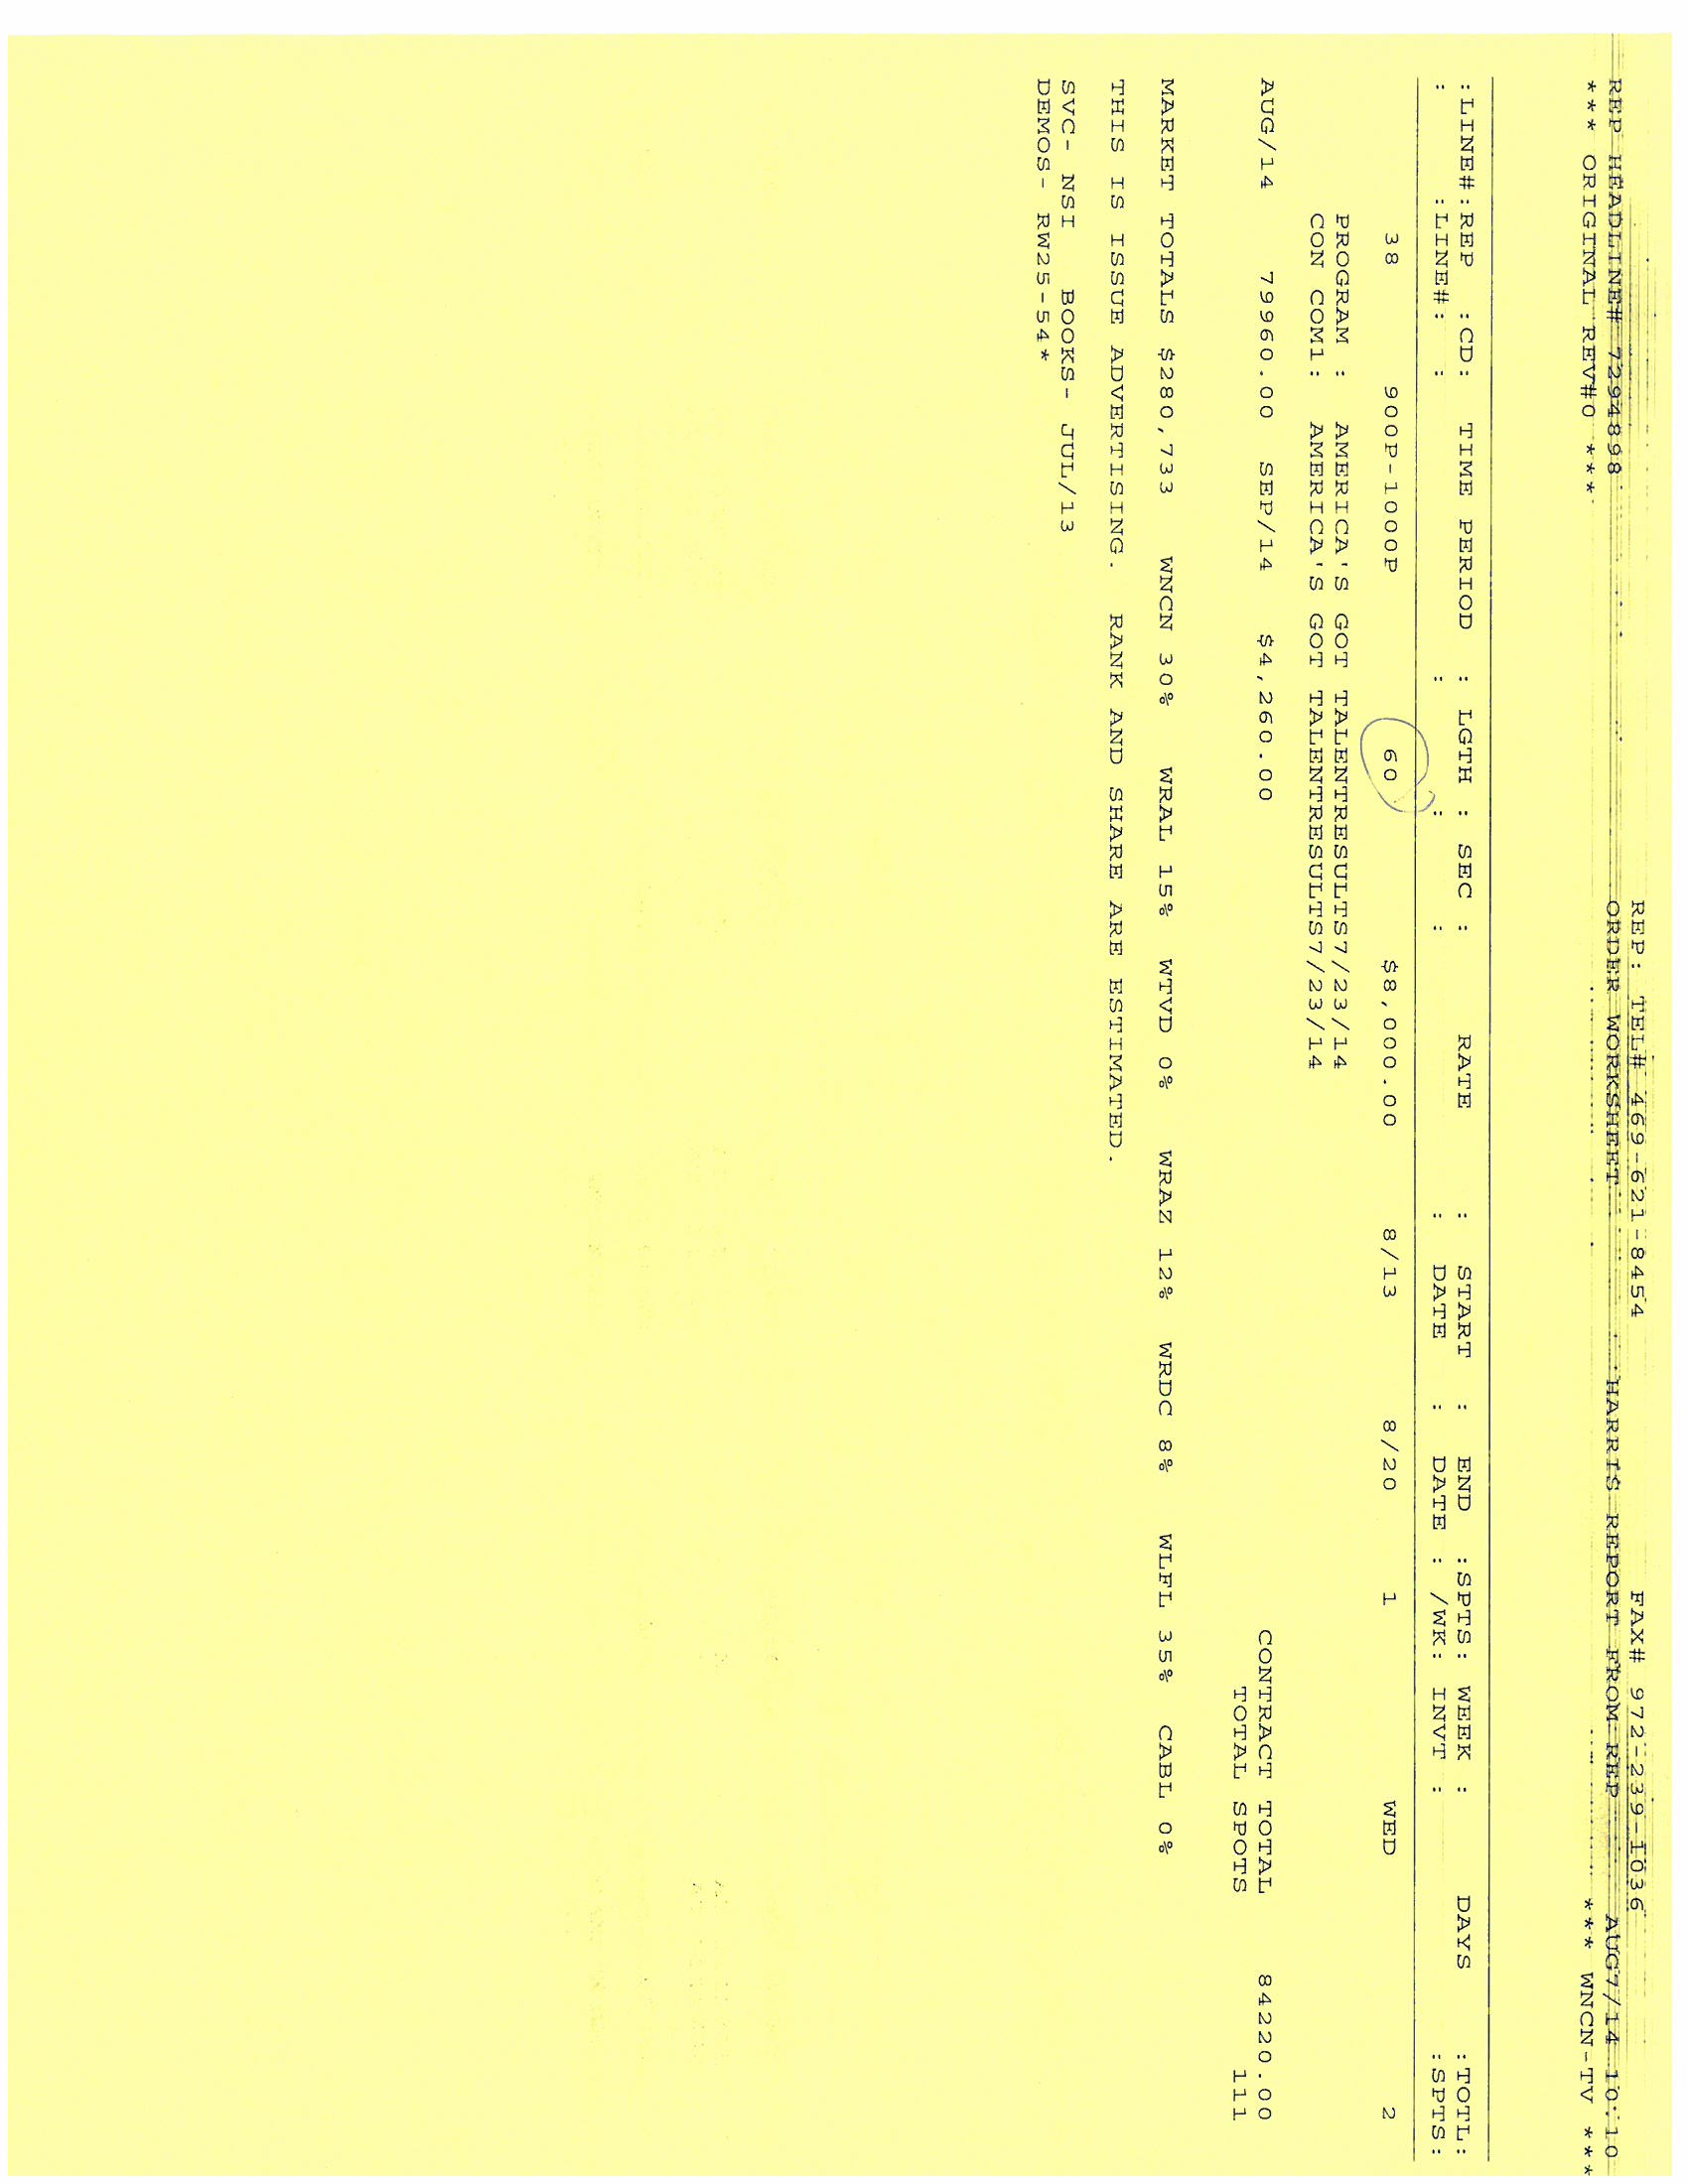 REP: TEL# 469-621-8454 FAX# 972-239-1036
REP HEADLINE# 7294898 ORDER WORKSHEET HARRIS REPORT FROM REP AUG7/14 10:10
*** ORIGINAL REV#0 *** *** WNCN-TV ***
:LINE#:REP :CD: TIME PERIOD : LGTH : SEC : RATE : START : END :SPTS: WEEK : DAYS :TOTL:
: :LINE#: : : : : : DATE : DATE : /WK: INVT : :SPTS:
38 900P-1000P 60 $8,000.00 8/13 8/20 1 WED 2
PROGRAM : AMERICA'S GOT TALENTRESULTS7/23/14
CON COM1: AMERICA'S GOT TALENTRESULTS7/23/14
AUG/14 79960.00 SEP/14 $4,260.00 CONTRACT TOTAL 84220.00
TOTAL SPOTS 111
MARKET TOTALS $280,733 WNCN 30% WRAL 15% WTVD 0% WRAZ 12% WRDC 8% WLFL 35% CABL 0%
THIS IS ISSUE ADVERTISING. RANK AND SHARE ARE ESTIMATED.
SVC- NSI BOOKS- JUL/13
DEMOS- RW25-54*